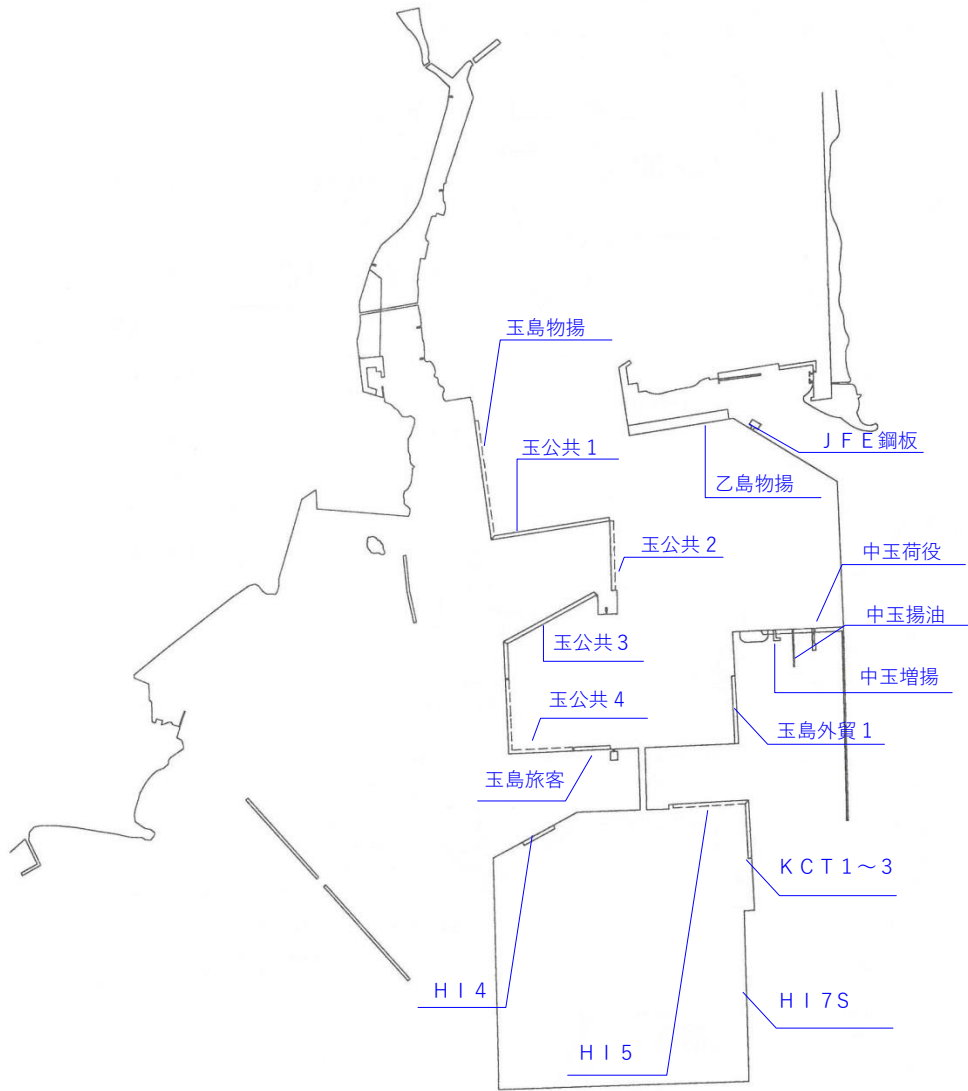 玉島物揚
玉公共１
ＪＦＥ鋼板
乙島物揚
玉公共２
中玉荷役
中玉揚油
玉公共３
中玉増揚
玉公共４
玉島外貿１
玉島旅客
ＫＣＴ１～３
ＨＩ４
ＨＩ７S
ＨＩ５